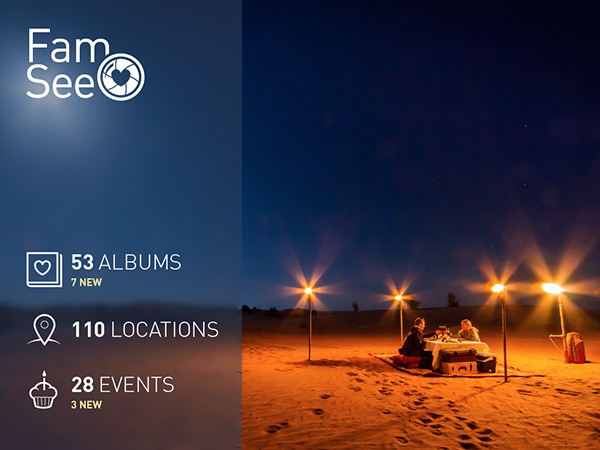 Fam
See
53 ALBUMS
7 NEW
110 LOCATIONS
28 EVENTS
3 NEW